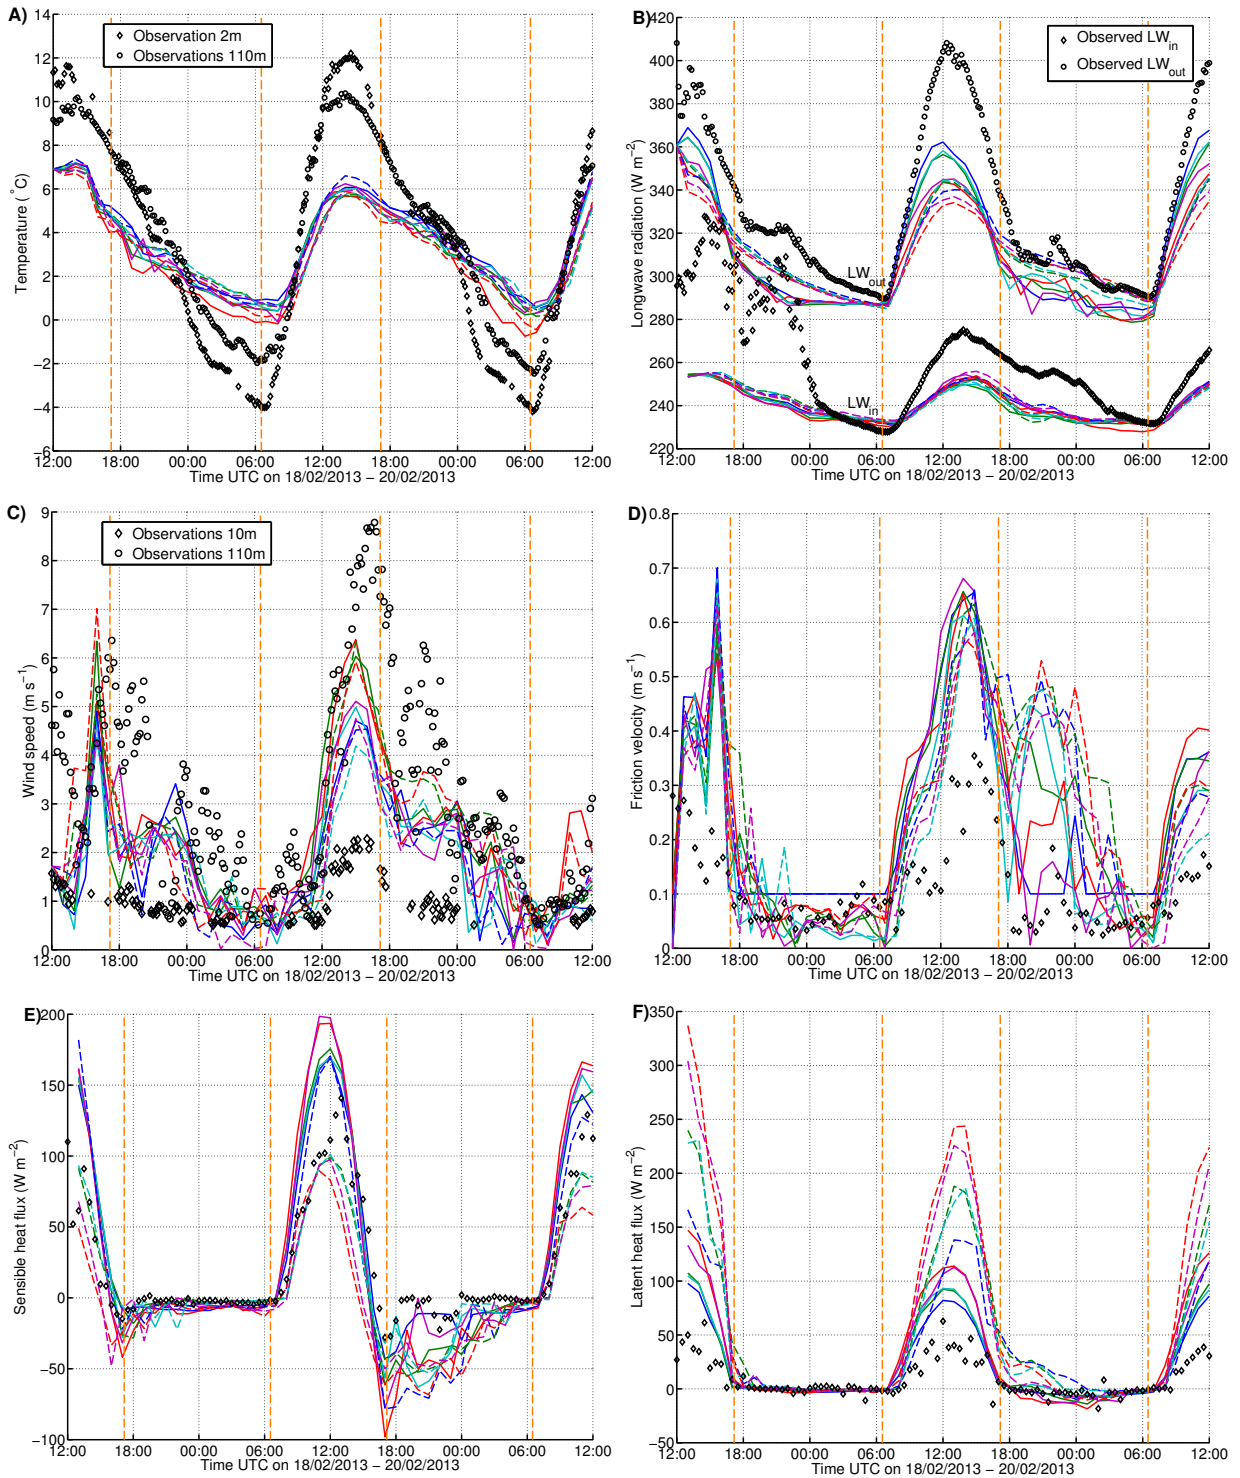 A)
14
12
10
8
6
4
2
0
−2
−4
−6
Temperature ( °C)
Observation 2m
Observations 110m
12:00 18:00 00:00 06:00 12:00 18:00 00:00 06:00 12:00
Time UTC on 18/02/2013 − 20/02/2013
B)
420
400
380
360
340
320
300
280
260
240
220
Longwave radiation (W m−2)
Observed LWin
Observed LWout
LWout
LWin
12:00 18:00 00:00 06:00 12:00 18:00 00:00 06:00 12:00
Time UTC on 18/02/2013 − 20/02/2013
C)
9
8
7
6
5
4
3
2
1
0
Wind speed (m s−1)
Observations 10m
Observations 110m
12:00 18:00 00:00 06:00 12:00 18:00 00:00 06:00 12:00
Time UTC on 18/02/2013 − 20/02/2013
D)
0.8
0.7
0.6
0.5
0.4
0.3
0.2
0.1
0
Friction velocity (m s−1)
12:00 18:00 00:00 06:00 12:00 18:00 00:00 06:00 12:00
Time UTC on 18/02/2013 − 20/02/2013
E)
200
150
100
50
0
−50
−100
Sensible heat flux (W m−2)
12:00 18:00 00:00 06:00 12:00 18:00 00:00 06:00 12:00
Time UTC on 18/02/2013 − 20/02/2013
F)
350
300
250
200
150
100
50
0
−50
Latent heat flux (W m−2)
12:00 18:00 00:00 06:00 12:00 18:00 00:00 06:00 12:00
Time UTC on 18/02/2013 − 20/02/2013